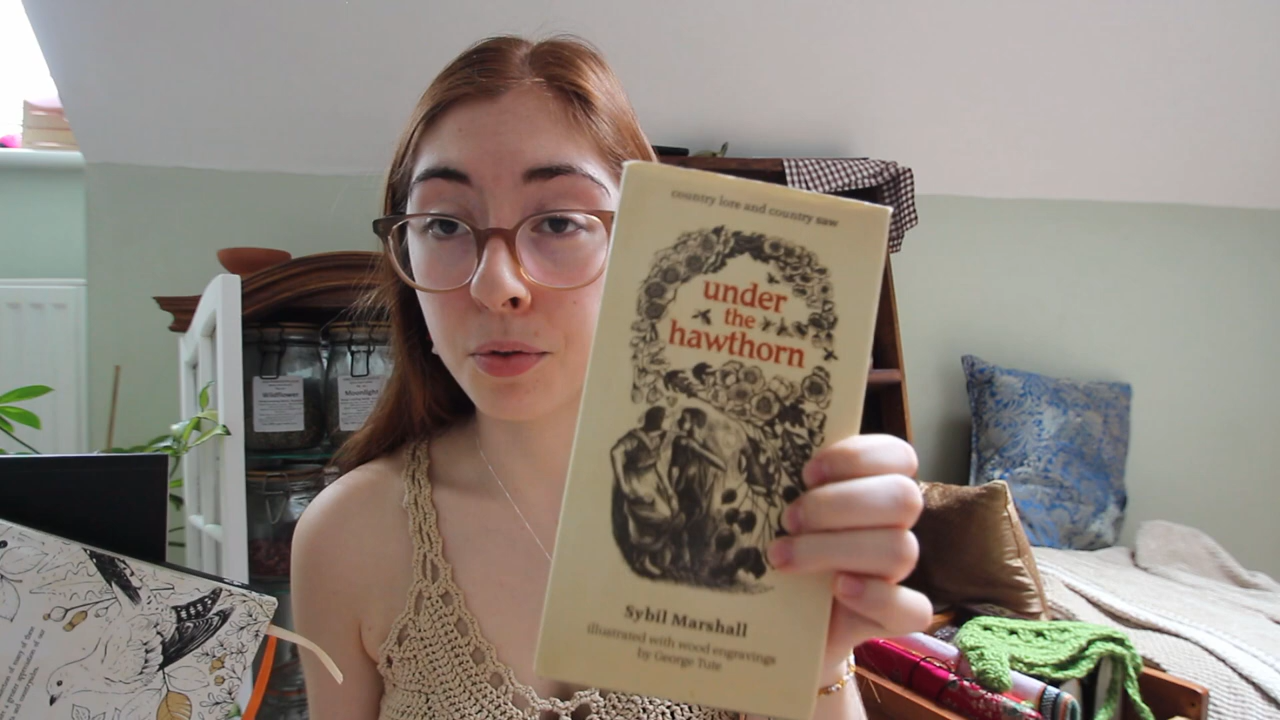 country lore and country saw
under
the
hawthorn
Sybil Marshall
illustrated with wood engravings
by George Tute
Wildflower
Moonlight